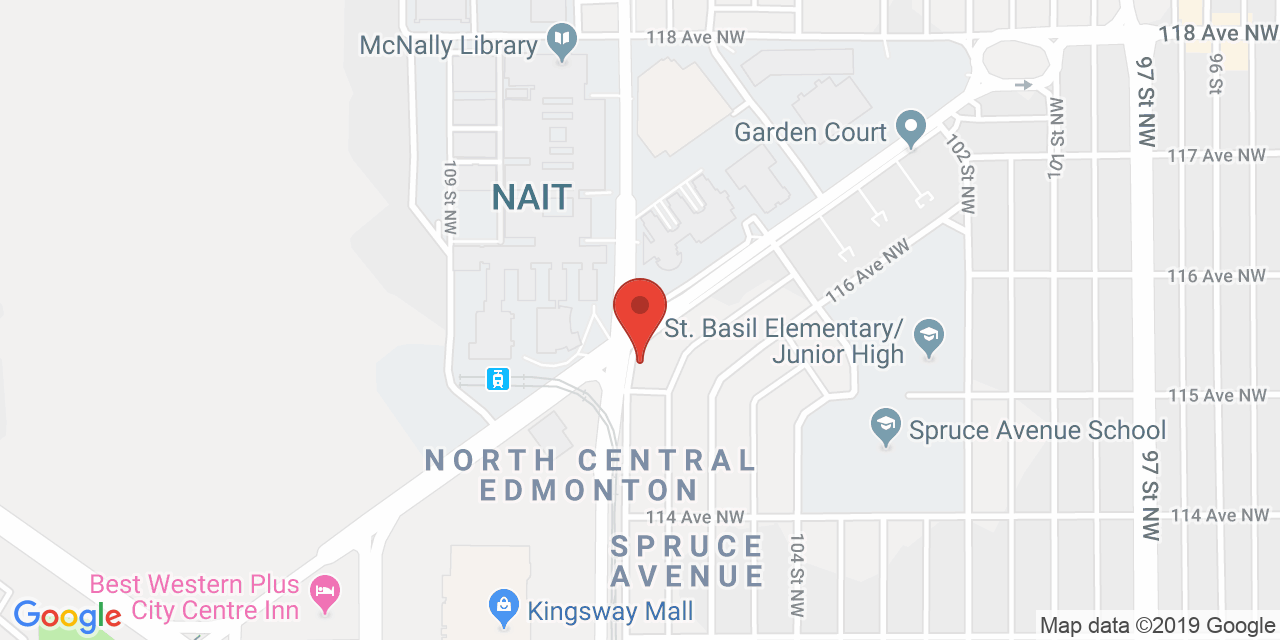 McNally Library
118 Ave NW
118 Ave NW
97 St NW
96 St
Garden Court
102 St NW
101 St NW
117 Ave NW
109 St NW
NAIT
116 Ave NW
116 Ave NW
St. Basil Elementary/
Junior High
115 Ave NW
Spruce Avenue School
NORTH CENTRAL
EDMONTON
97 St NW
114 Ave NW
114 Ave NW
SPRUCE
AVENUE
104 St NW
Best Western Plus
City Centre Inn
Kingsway Mall
Google
Map data ©2019 Google